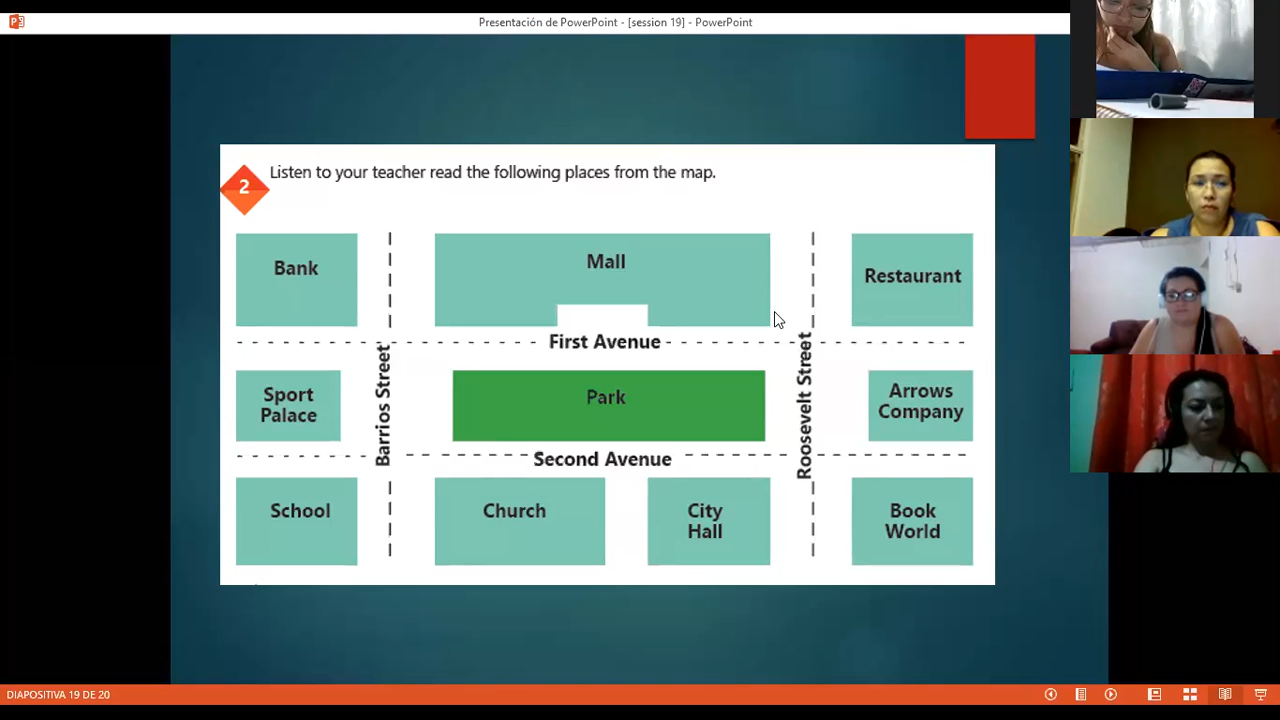 Presentación de PowerPoint - [session 19] - PowerPoint
2
Listen to your teacher read the following places from the map.
Bank
Mall
Restaurant
First Avenue
Sport
Palace
Barrios Street
Park
Roosevelt Street
Arrows
Company
Second Avenue
School
Church
City
Hall
Book
World
DIAPOSITIVA 19 DE 20